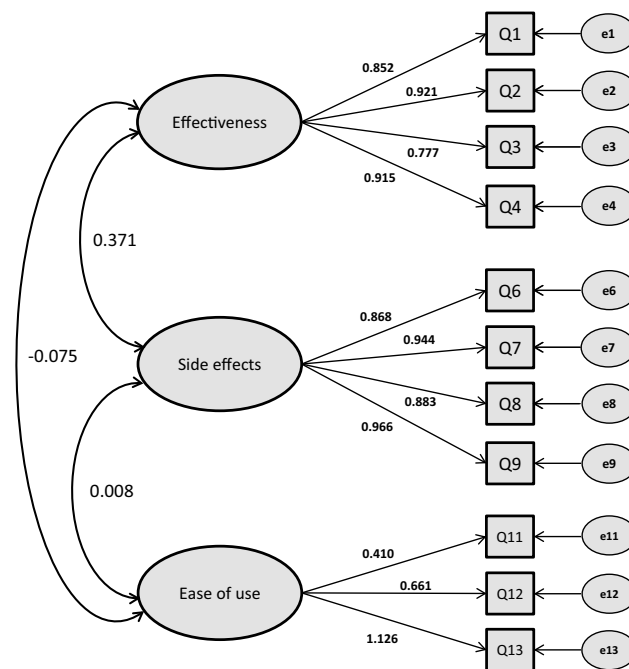 Q1
e1
0.852
Q2
e2
0.921
Effectiveness
Q3
e3
0.777
0.915
Q4
e4
0.371
Q6
e6
0.868
Q7
e7
0.944
-0.075
Side effects
Q8
e8
0.883
0.966
Q9
e9
0.008
Q11
e11
0.410
Q12
e12
0.661
Ease of use
Q13
e13
1.126